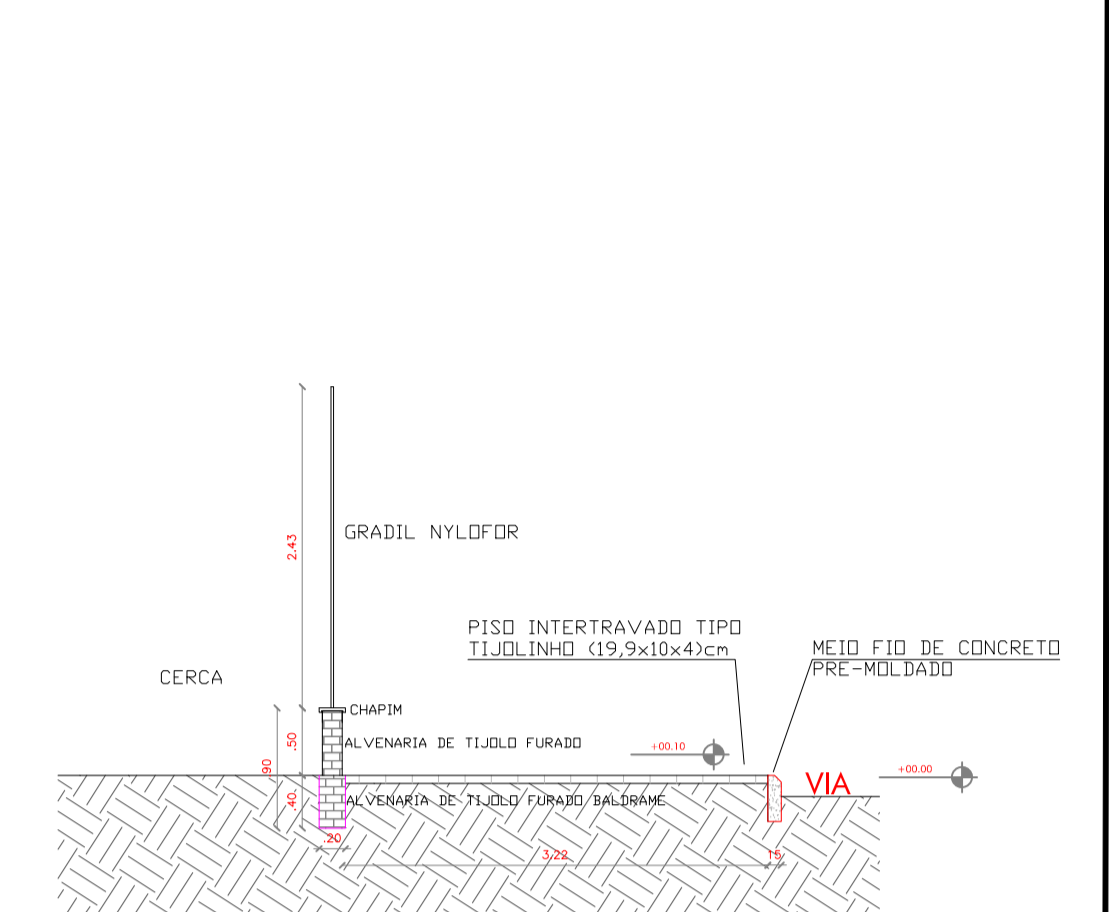 2.43
GRADIL NYLOFOR
PISO INTERTRAVADO TIPO
TIJOLINHO (19,9x10x4)cm
MEIO FIO DE CONCRETO
PRE-MOLDADO
CERCA
CHAPIM
.50
ALVENARIA DE TIJOLO FURADO
+00.10
.90
+00.00
VIA
.40
ALVENARIA DE TIJOLO FURADO BALDRAME
.20
3.22
.15